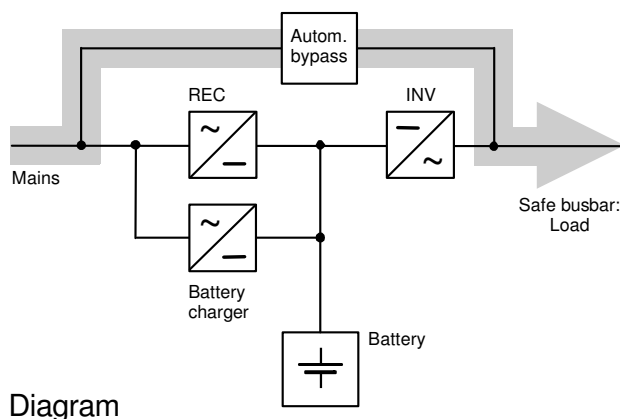 Autom.
bypass
REC
INV
Mains
Safe busbar:
Load
Battery
charger
Battery
Diagram